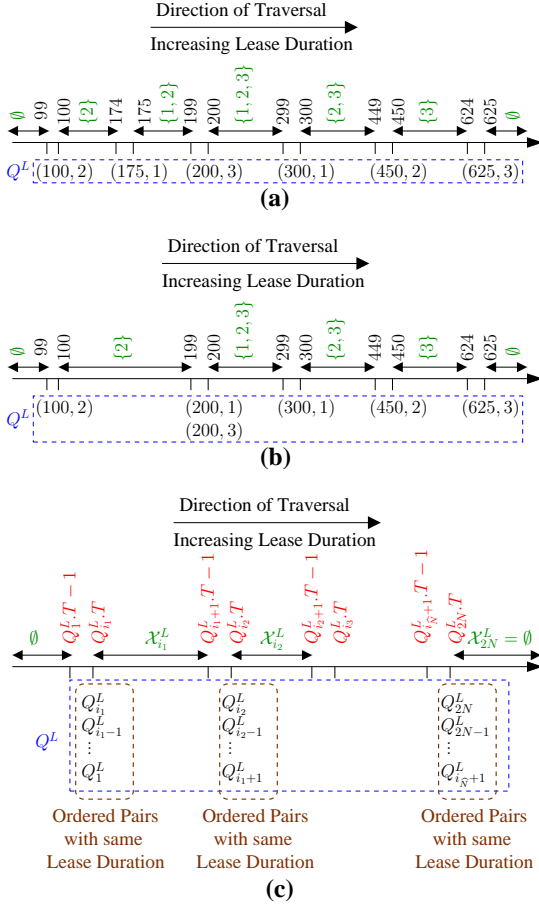 Direction of Traversal
Increasing Lease Duration
∅ 99 100 {2} 174 175 {1, 2} 199 200 {1, 2, 3} 299 300 {2, 3} 449 450 {3} 624 625 ∅
Q^L (100, 2) (175, 1) (200, 3) (300, 1) (450, 2) (625, 3)
(a)
Direction of Traversal
Increasing Lease Duration
∅ 99 100 {2} 199 200 {1, 2, 3} 299 300 {2, 3} 449 450 {3} 624 625 ∅
Q^L (100, 2) (200, 1) (300, 1) (450, 2) (625, 3)
(200, 3)
(b)
Direction of Traversal
Increasing Lease Duration
∅ Q^L_1.T − 1 Q^L_{i_1}.T 𝒳^L_{i_1} Q^L_{i_1+1}.T − 1 Q^L_{i_2}.T 𝒳^L_{i_2} Q^L_{i_2+1}.T − 1 Q^L_{i_3}.T Q^L_{i_{N̂}+1}.T − 1 Q^L_{2N}.T 𝒳^L_{2N} = ∅
Q^L_{i_1} Q^L_{i_2} Q^L_{2N}
Q^L_{i_1−1} Q^L_{i_2−1} Q^L_{2N−1}
Q^L ⋮ ⋮ ⋮
Q^L_1 Q^L_{i_1+1} Q^L_{i_{N̂}+1}
Ordered Pairs Ordered Pairs Ordered Pairs
with same with same with same
Lease Duration Lease Duration Lease Duration
(c)